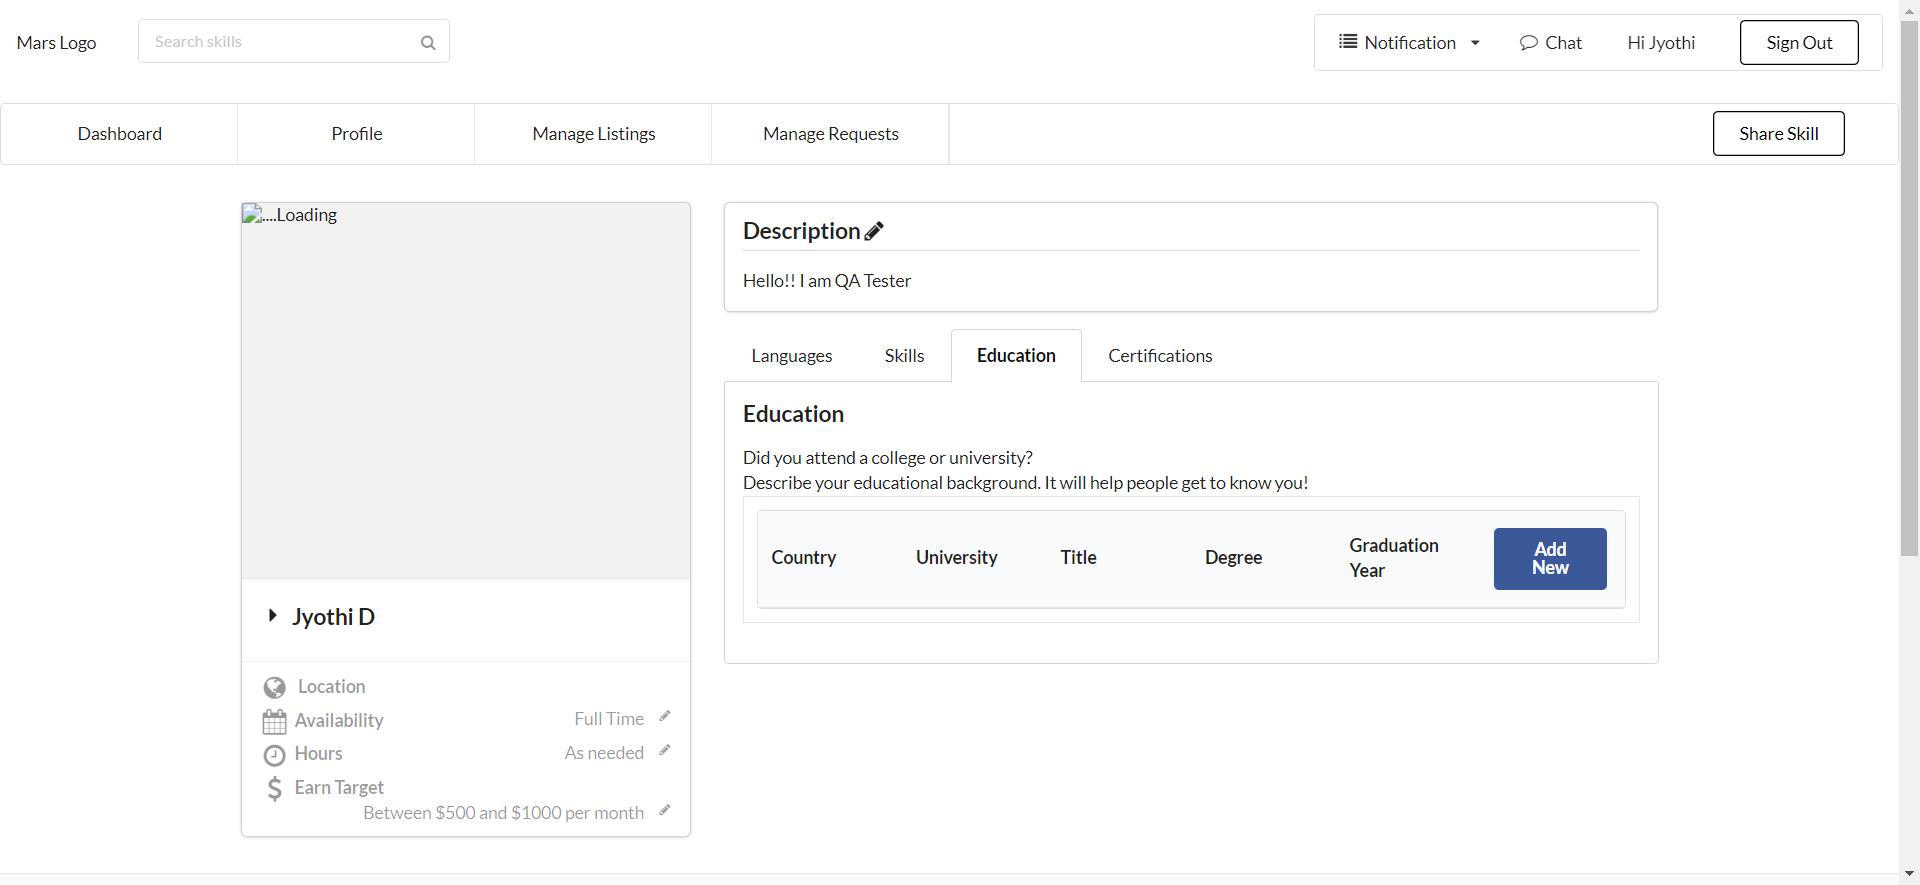 Mars Logo
Search skills
Notification
Chat
Hi Jyothi
Sign Out
Dashboard
Profile
Manage Listings
Manage Requests
Share Skill
....Loading
Jyothi D
Location
Availability
Full Time
Hours
As needed
Earn Target
Between $500 and $1000 per month
Description
Hello!! I am QA Tester
Languages
Skills
Education
Certifications
Education
Did you attend a college or university?
Describe your educational background. It will help people get to know you!
Country
University
Title
Degree
Graduation
Year
Add
New